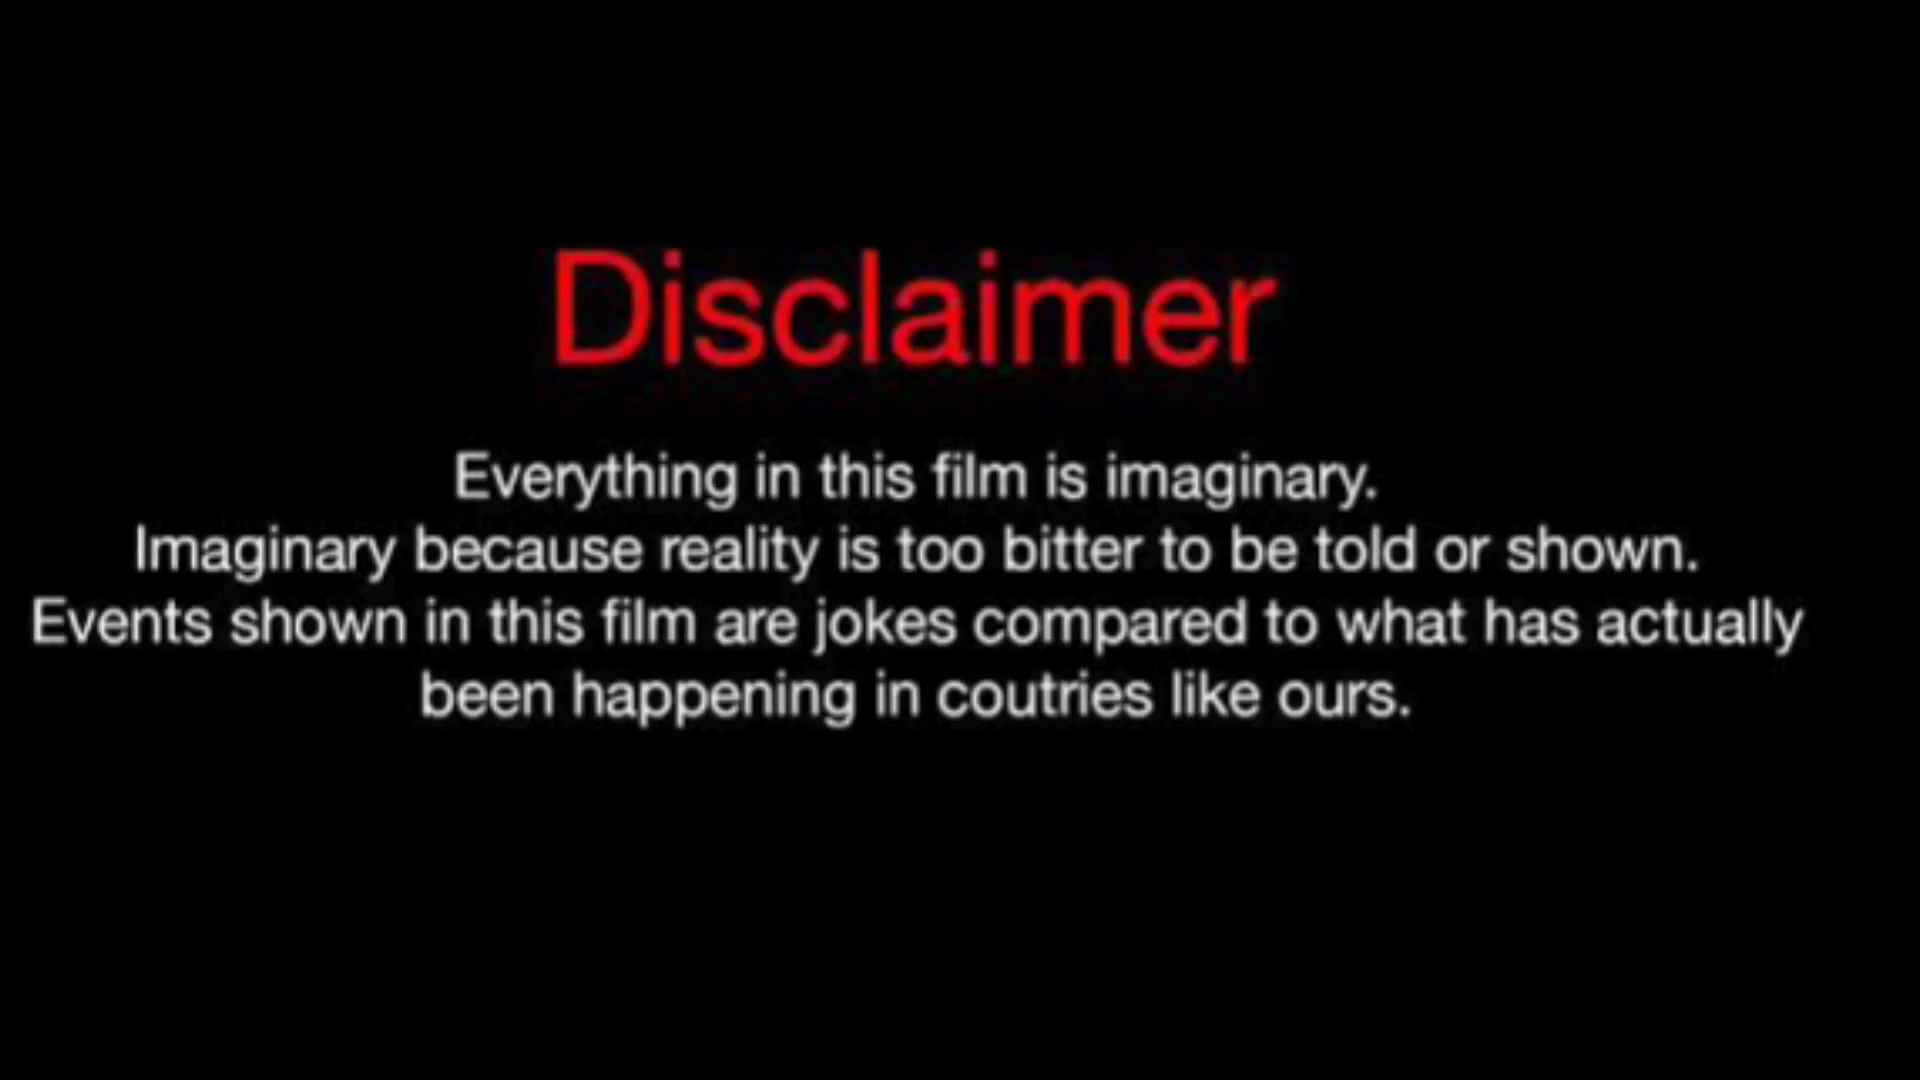 Disclaimer
Everything in this film is imaginary.
Imaginary because reality is too bitter to be told or shown.
Events shown in this film are jokes compared to what has actually
been happening in coutries like ours.